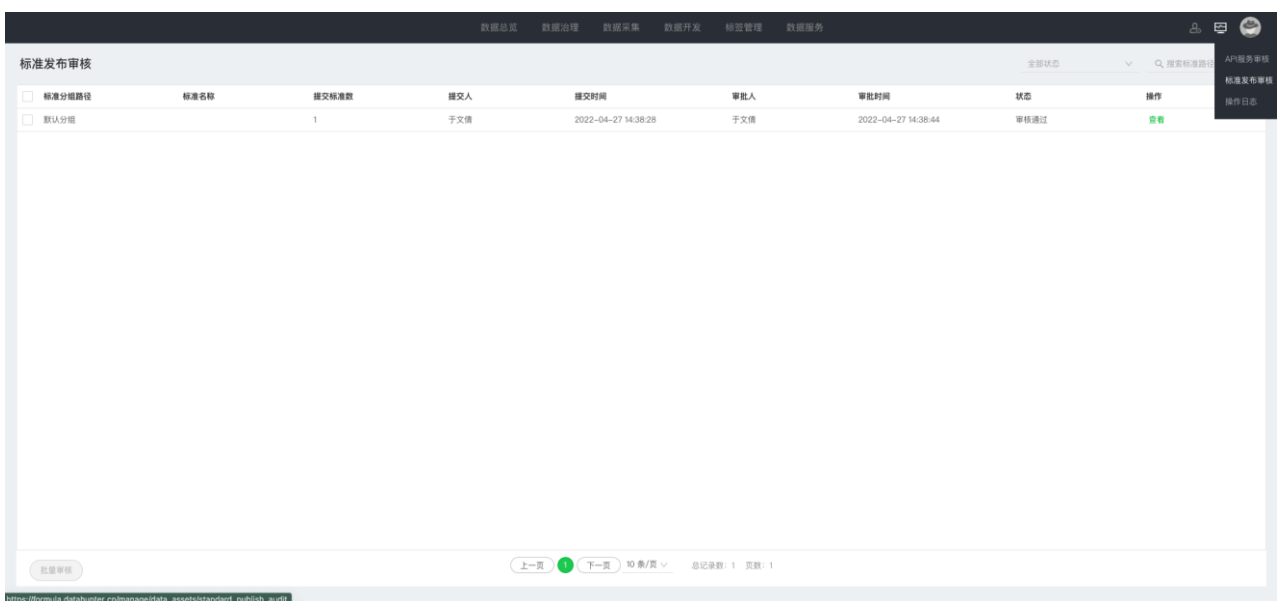 数据总览 数据治理 数据采集 数据开发 标签管理 数据服务
标准发布审核 全部状态 搜索标准路径
API服务审核
标准发布审核
操作日志
标准分组路径 标准名称 提交标准数 提交人 提交时间 审批人 审批时间 状态 操作
默认分组 1 于文倩 2022-04-27 14:38:28 于文倩 2022-04-27 14:38:44 审核通过 查看
批量审核 上一页 1 下一页 10 条/页 总记录数: 1 页数: 1
https://formula.datahunter.cn/manage/data_assets/standard_publish_audit